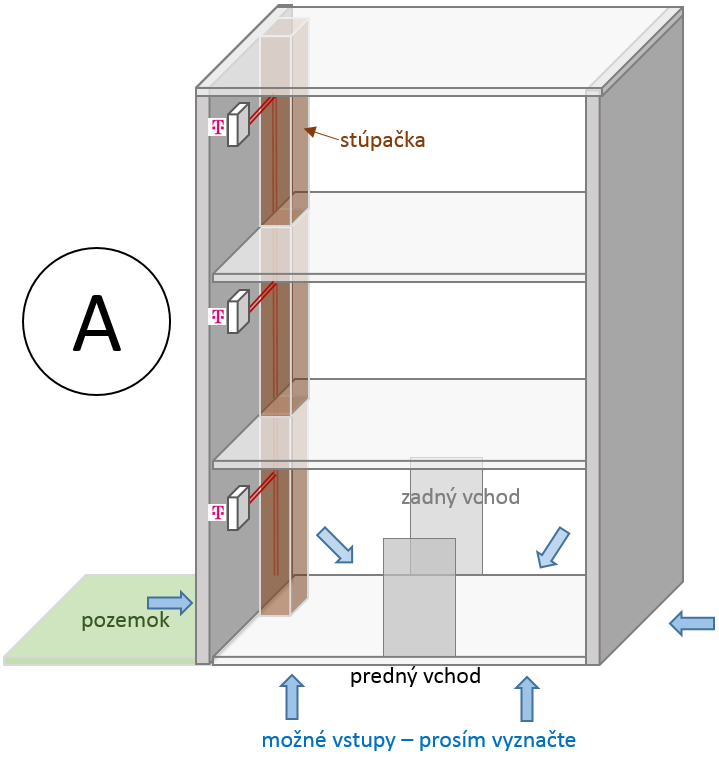 T
stúpačka
A
T
zadný vchod
T
pozemok
predný vchod
možné vstupy – prosím vyznačte